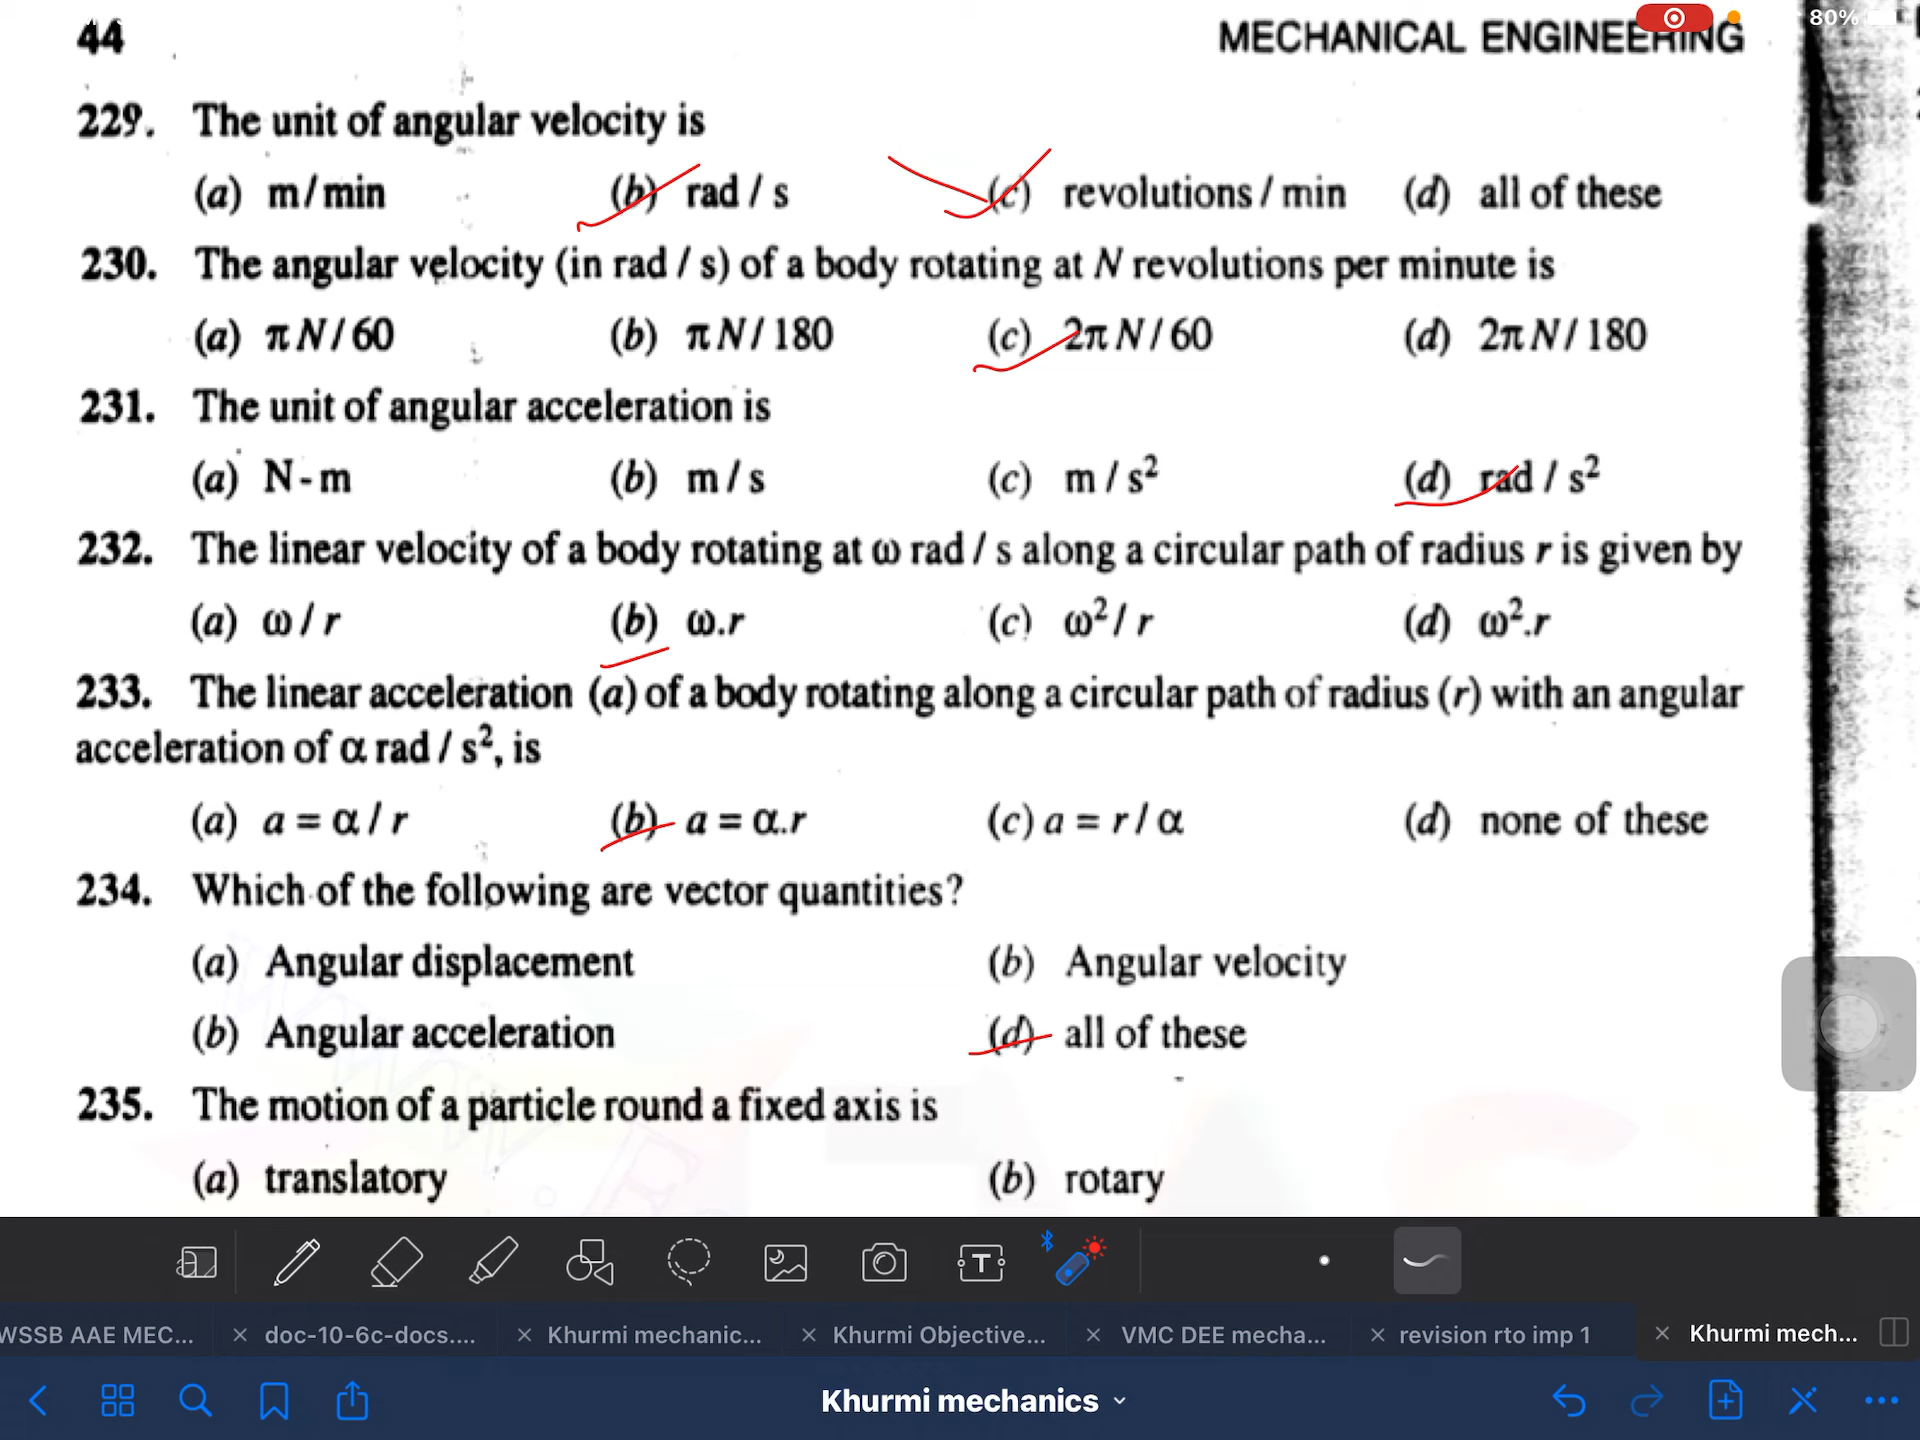 44 MECHANICAL ENGINEERING 80%
229. The unit of angular velocity is
(a) m/min (b) rad / s (c) revolutions / min (d) all of these
230. The angular velocity (in rad / s) of a body rotating at N revolutions per minute is
(a) πN/60 (b) πN/180 (c) 2πN/60 (d) 2πN/180
231. The unit of angular acceleration is
(a) N-m (b) m/s (c) m/s² (d) rad / s²
232. The linear velocity of a body rotating at ω rad / s along a circular path of radius r is given by
(a) ω/r (b) ω.r (c) ω²/r (d) ω².r
233. The linear acceleration (a) of a body rotating along a circular path of radius (r) with an angular
acceleration of α rad / s², is
(a) a = α/r (b) a = α.r (c) a = r/α (d) none of these
234. Which of the following are vector quantities?
(a) Angular displacement (b) Angular velocity
(b) Angular acceleration (d) all of these
235. The motion of a particle round a fixed axis is
(a) translatory (b) rotary
WSSB AAE MEC... doc-10-6c-docs.... Khurmi mechanic... Khurmi Objective... VMC DEE mecha... revision rto imp 1 Khurmi mech...
Khurmi mechanics